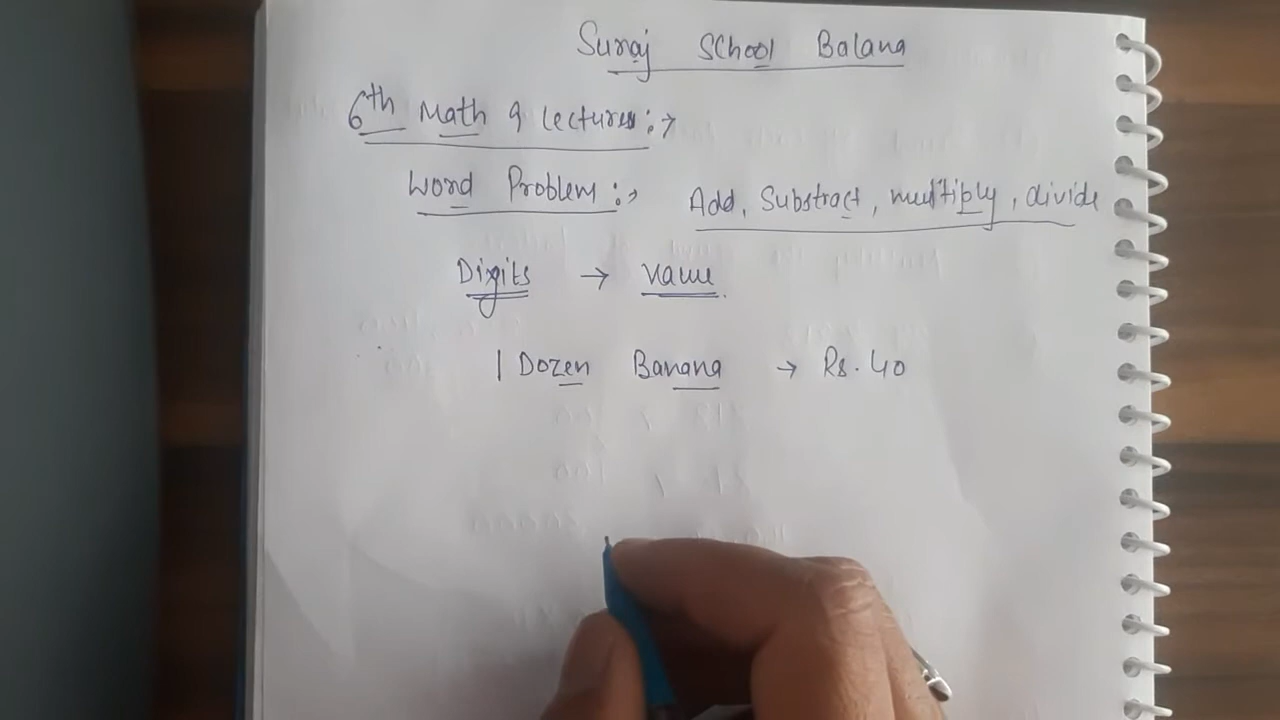 Suraj School Balana
6th Math 9 Lectures :→
Word Problem :→ Add, Substract, multiply, divide
Digits → Value.
1 Dozen Banana → Rs. 40